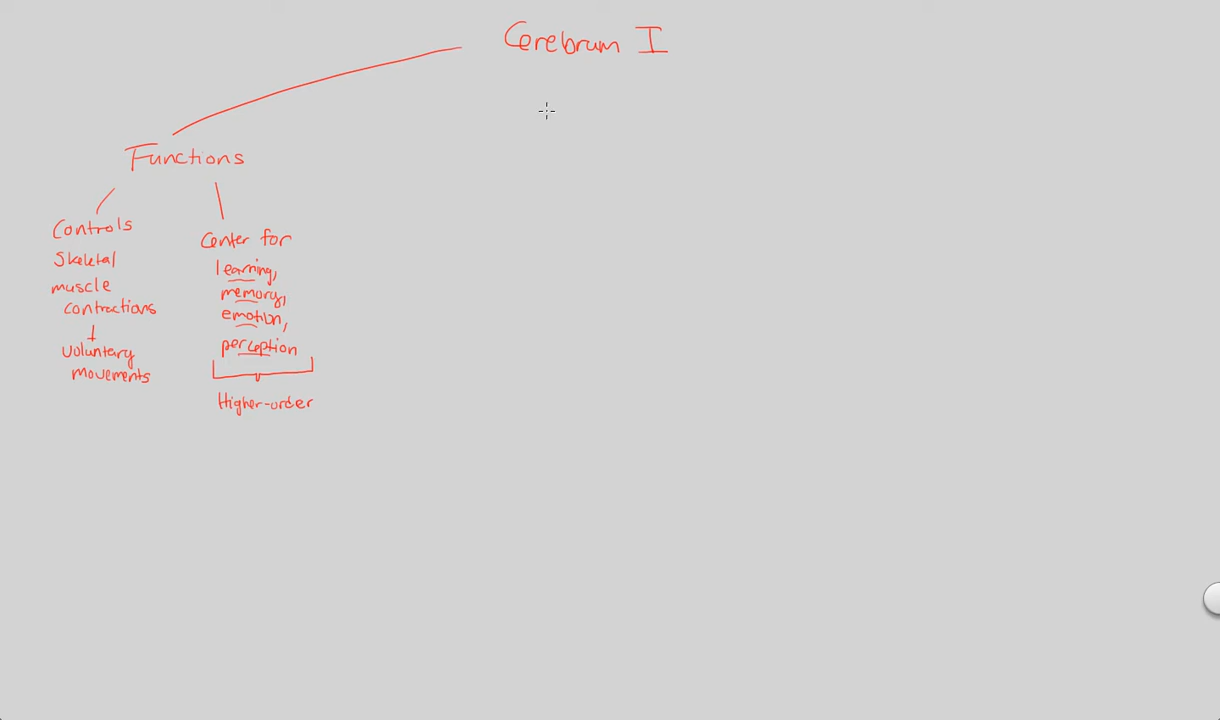 Cerebrum I
Functions
Controls
Skeletal
muscle
contractions
voluntary
movements
Center for
learning,
memory,
emotion,
perception
Higher-order